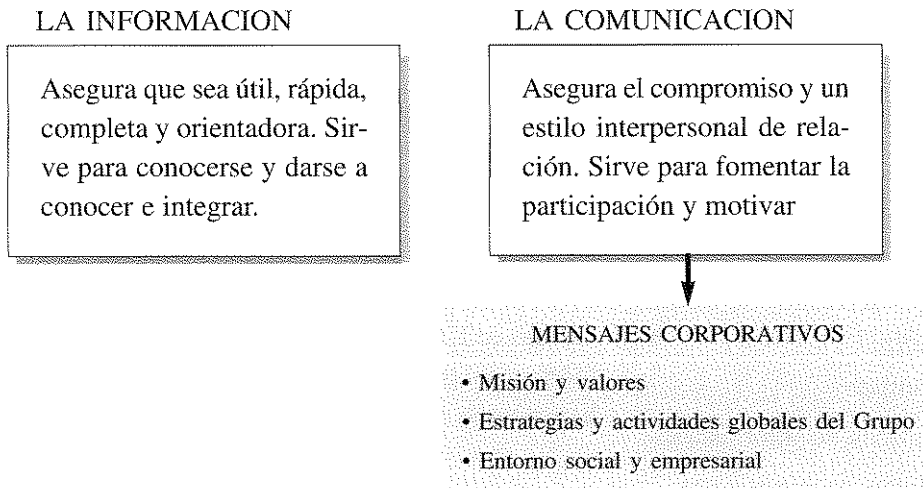 LA INFORMACION
Asegura que sea útil, rápida,
completa y orientadora. Sir-
ve para conocerse y darse a
conocer e integrar.
LA COMUNICACION
Asegura el compromiso y un
estilo interpersonal de rela-
ción. Sirve para fomentar la
participación y motivar
MENSAJES CORPORATIVOS
• Misión y valores
• Estrategias y actividades globales del Grupo
• Entorno social y empresarial